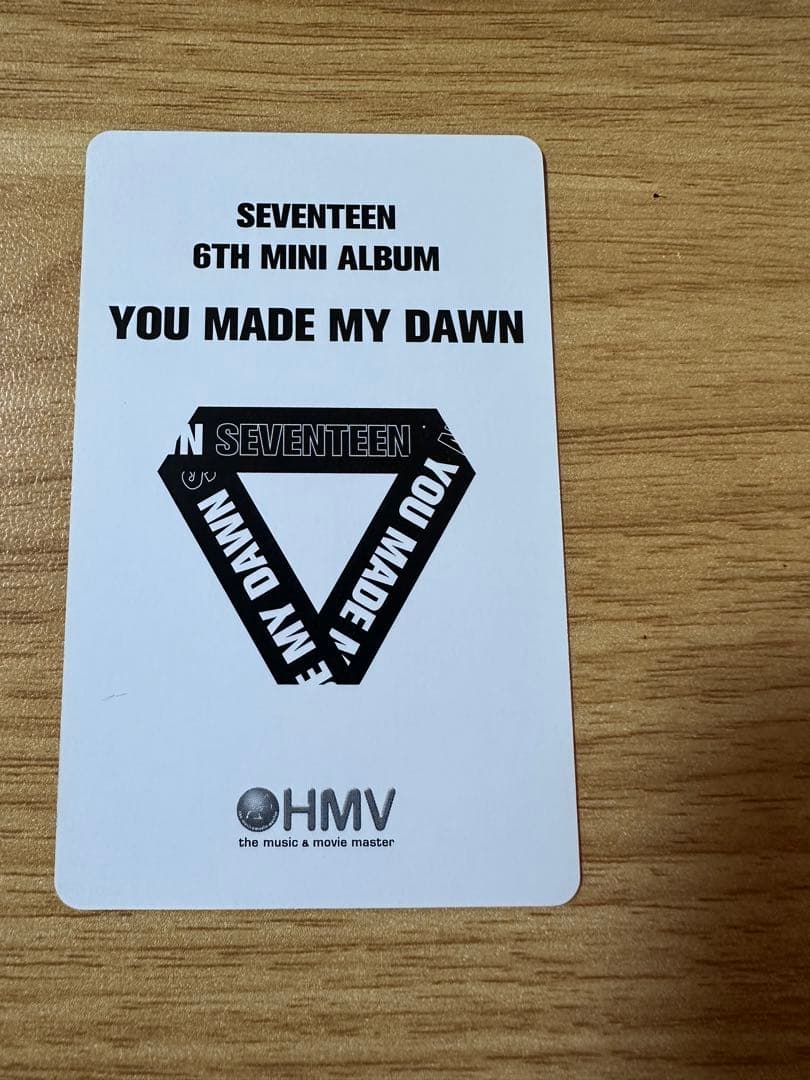 SEVENTEEN
6TH MINI ALBUM
YOU MADE MY DAWN
N SEVENTEEN
YOU MADE M
E MY DAWN
HMV
the music & movie master